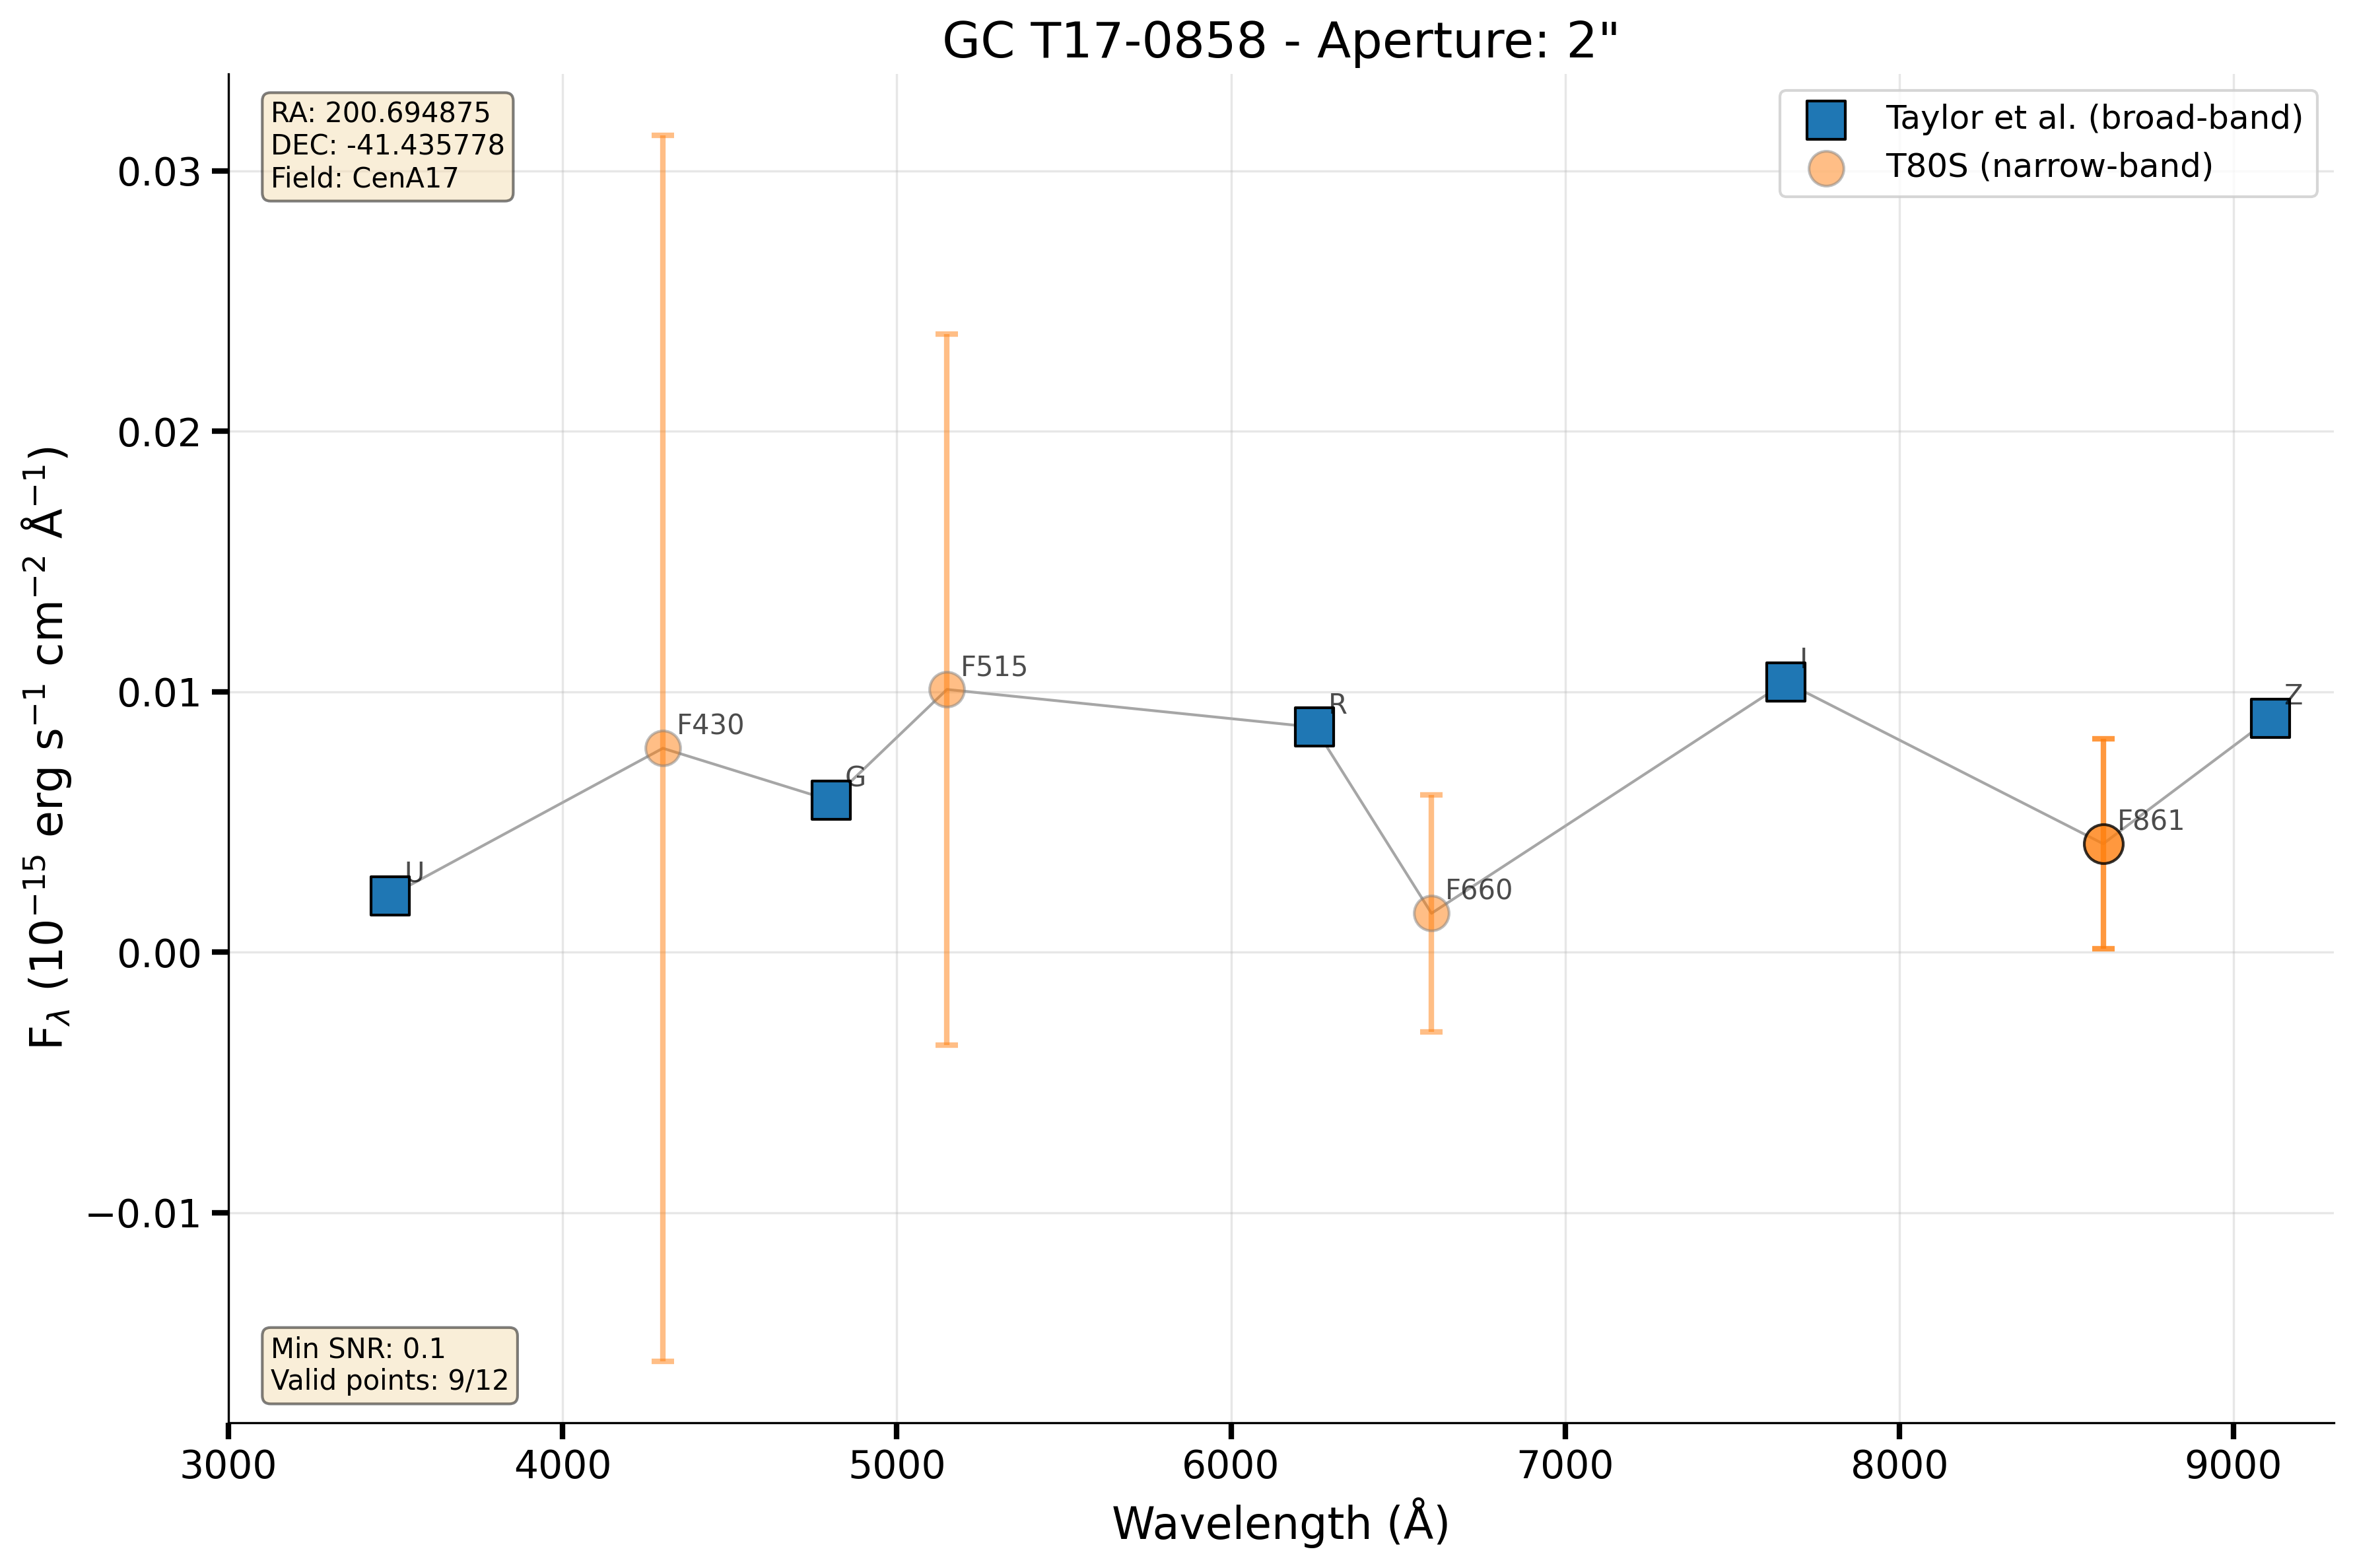 GC T17-0858 - Aperture: 2"
RA: 200.694875
DEC: -41.435778
Field: CenA17
Taylor et al. (broad-band)
T80S (narrow-band)
0.03
0.02
0.01
0.00
−0.01
F_λ (10⁻¹⁵ erg s⁻¹ cm⁻² Å⁻¹)
U
F430
G
F515
R
F660
I
F861
Z
Min SNR: 0.1
Valid points: 9/12
3000 4000 5000 6000 7000 8000 9000
Wavelength (Å)